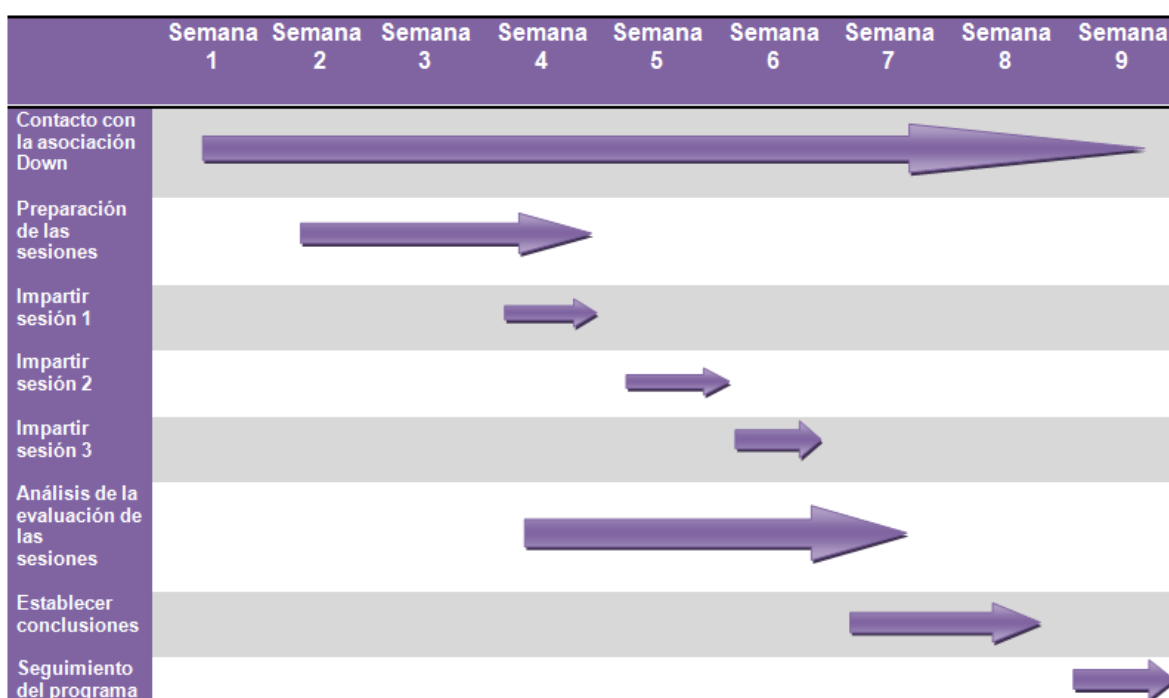 Semana Semana Semana Semana Semana Semana Semana Semana Semana
1 2 3 4 5 6 7 8 9
Contacto con
la asociación
Down
Preparación
de las
sesiones
Impartir
sesión 1
Impartir
sesión 2
Impartir
sesión 3
Análisis de la
evaluación de
las
sesiones
Establecer
conclusiones
Seguimiento
del programa